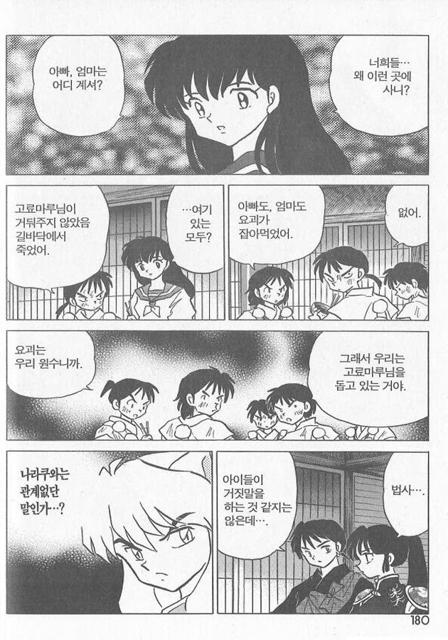 너희들…
왜 이런 곳에
사니?
아빠, 엄마는
어디 계셔?
없어.
아빠도, 엄마도
요괴가
잡아먹었어.
…여기
있는
모두?
고료마루님이
거둬주지 않았음
길바닥에서
죽었어.
그래서 우리는
고료마루님을
돕고 있는 거야.
요괴는
우리 원수니까.
법사….
아이들이
거짓말을
하는 것 같지는
않은데….
나라쿠와는
관계없단
말인가…?
180